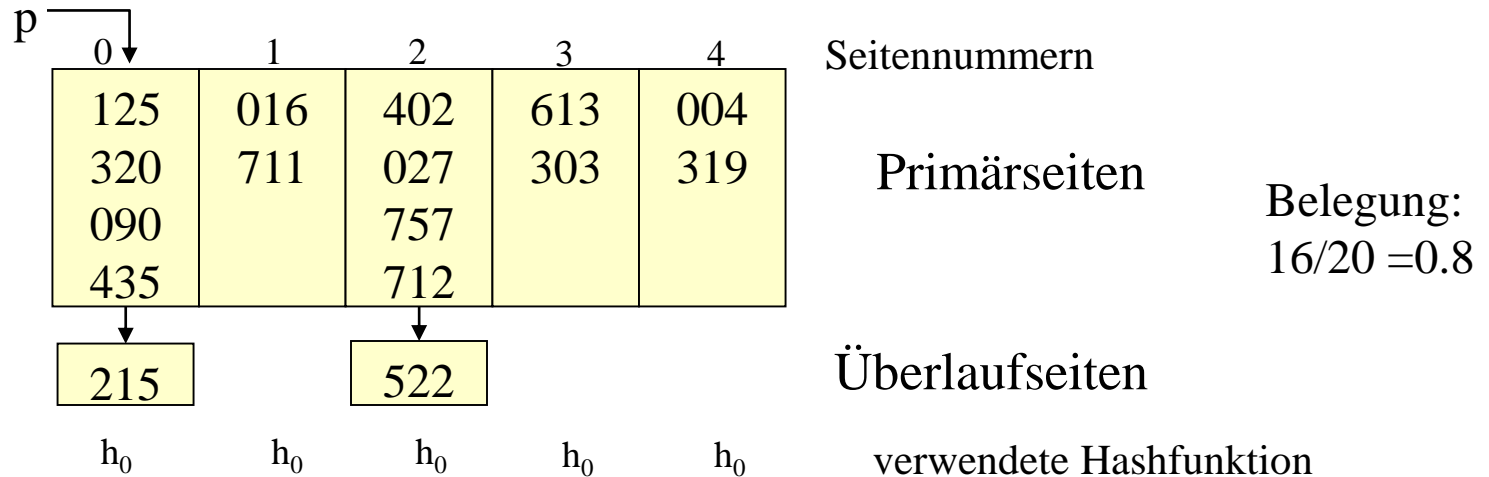 p
0 1 2 3 4 Seitennummern
125 016 402 613 004
320 711 027 303 319 Primärseiten
090 757 Belegung:
435 712 16/20 =0.8
215 522 Überlaufseiten
h₀ h₀ h₀ h₀ h₀ verwendete Hashfunktion